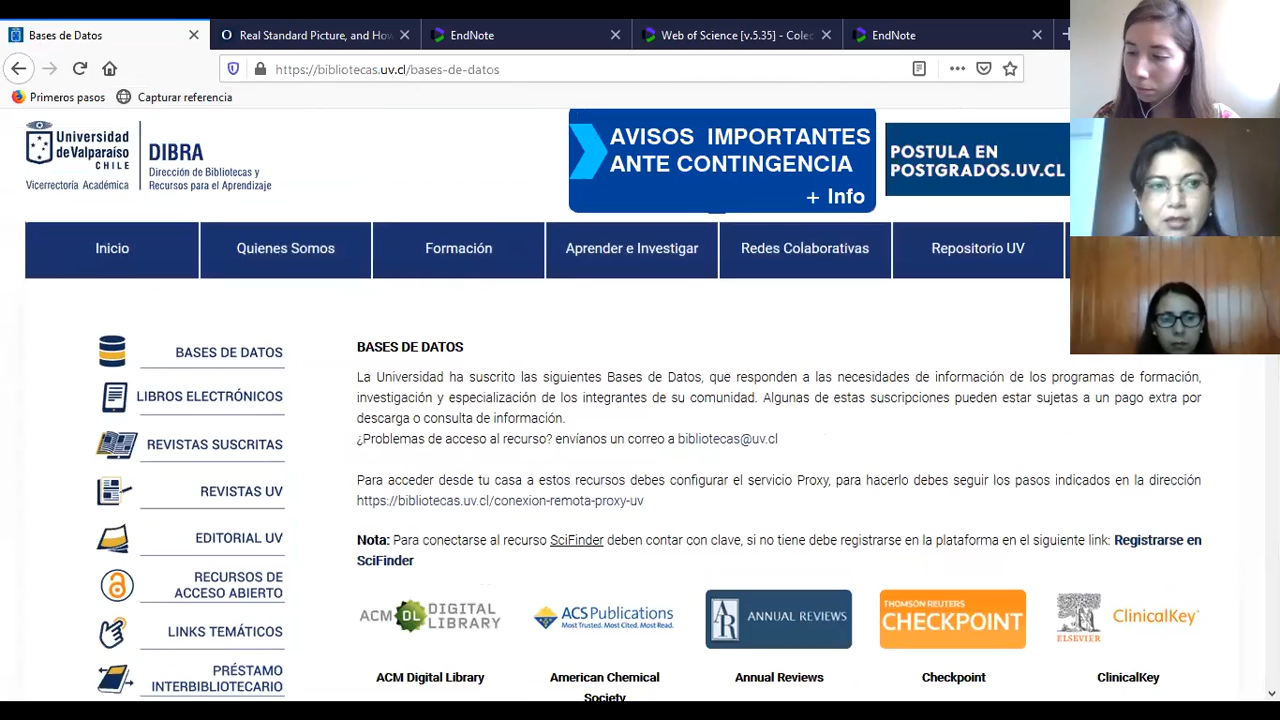 Bases de Datos
Real Standard Picture, and How
EndNote
Web of Science [v.5.35] - Colec
EndNote
https://bibliotecas.uv.cl/bases-de-datos
Primeros pasos
Capturar referencia
Universidad
de Valparaíso
CHILE
Vicerrectoría Académica
DIBRA
Dirección de Bibliotecas y
Recursos para el Aprendizaje
AVISOS IMPORTANTES
ANTE CONTINGENCIA
+ Info
POSTULA EN
POSTGRADOS.UV.CL
Inicio
Quienes Somos
Formación
Aprender e Investigar
Redes Colaborativas
Repositorio UV
BASES DE DATOS
LIBROS ELECTRÓNICOS
REVISTAS SUSCRITAS
REVISTAS UV
EDITORIAL UV
RECURSOS DE
ACCESO ABIERTO
LINKS TEMÁTICOS
PRÉSTAMO
INTERBIBLIOTECARIO
BASES DE DATOS
La Universidad ha suscrito las siguientes Bases de Datos, que responden a las necesidades de información de los programas de formación,
investigación y especialización de los integrantes de su comunidad. Algunas de estas suscripciones pueden estar sujetas a un pago extra por
descarga o consulta de información.
¿Problemas de acceso al recurso? envíanos un correo a bibliotecas@uv.cl
Para acceder desde tu casa a estos recursos debes configurar el servicio Proxy, para hacerlo debes seguir los pasos indicados en la dirección
https://bibliotecas.uv.cl/conexion-remota-proxy-uv
Nota: Para conectarse al recurso SciFinder deben contar con clave, si no tiene debe registrarse en la plataforma en el siguiente link: Registrarse en
SciFinder
ACM DL DIGITAL
LIBRARY
ACS Publications
Most Trusted. Most Cited. Most Read.
AR ANNUAL REVIEWS
THOMSON REUTERS
CHECKPOINT
ELSEVIER
ClinicalKey
ACM Digital Library
American Chemical
Society
Annual Reviews
Checkpoint
ClinicalKey